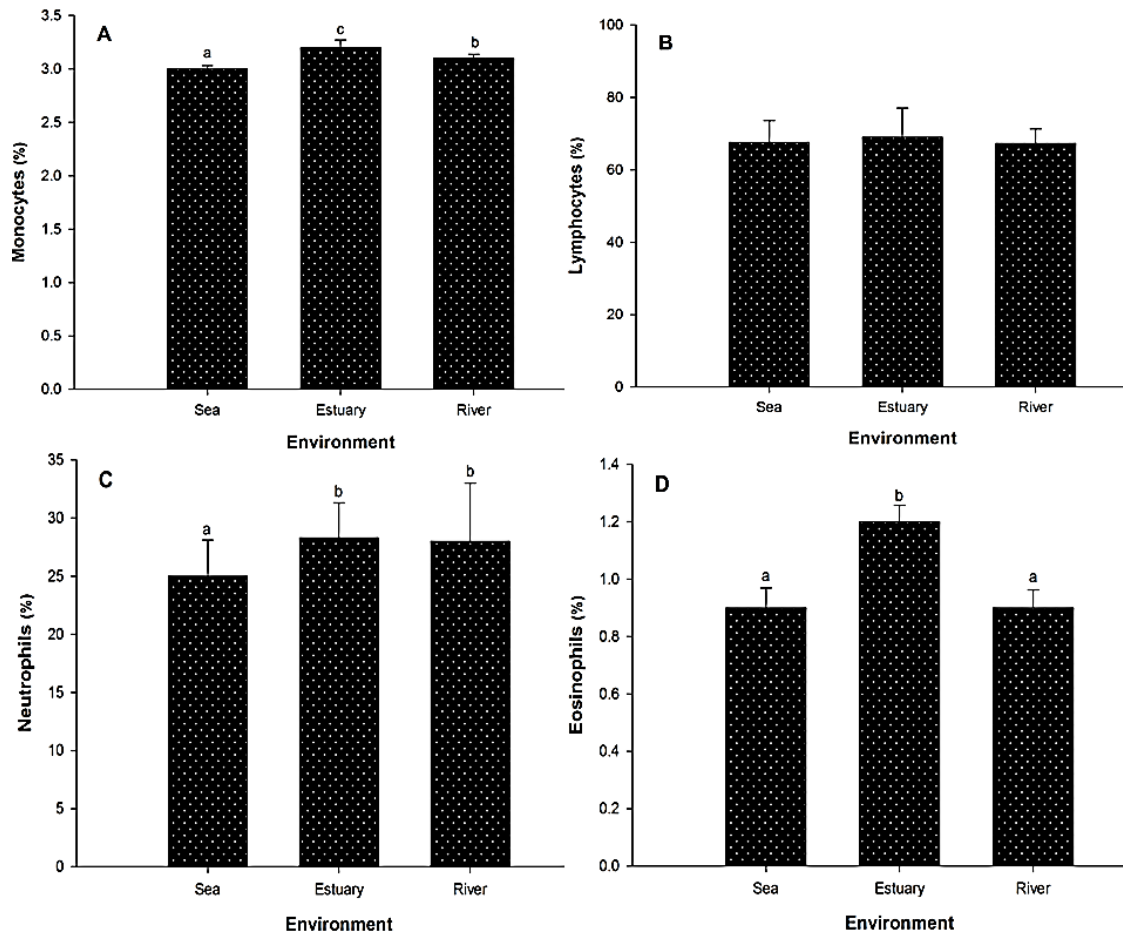 A
Monocytes (%)
3.5
3.0
2.5
2.0
1.5
1.0
0.5
0.0
a
c
b
Sea Estuary River
Environment
B
Lymphocytes (%)
100
80
60
40
20
0
Sea Estuary River
Environment
C
Neutrophils (%)
35
30
25
20
15
10
5
0
a
b
b
Sea Estuary River
Environment
D
Eosinophils (%)
1.4
1.2
1.0
0.8
0.6
0.4
0.2
0.0
a
b
a
Sea Estuary River
Environment